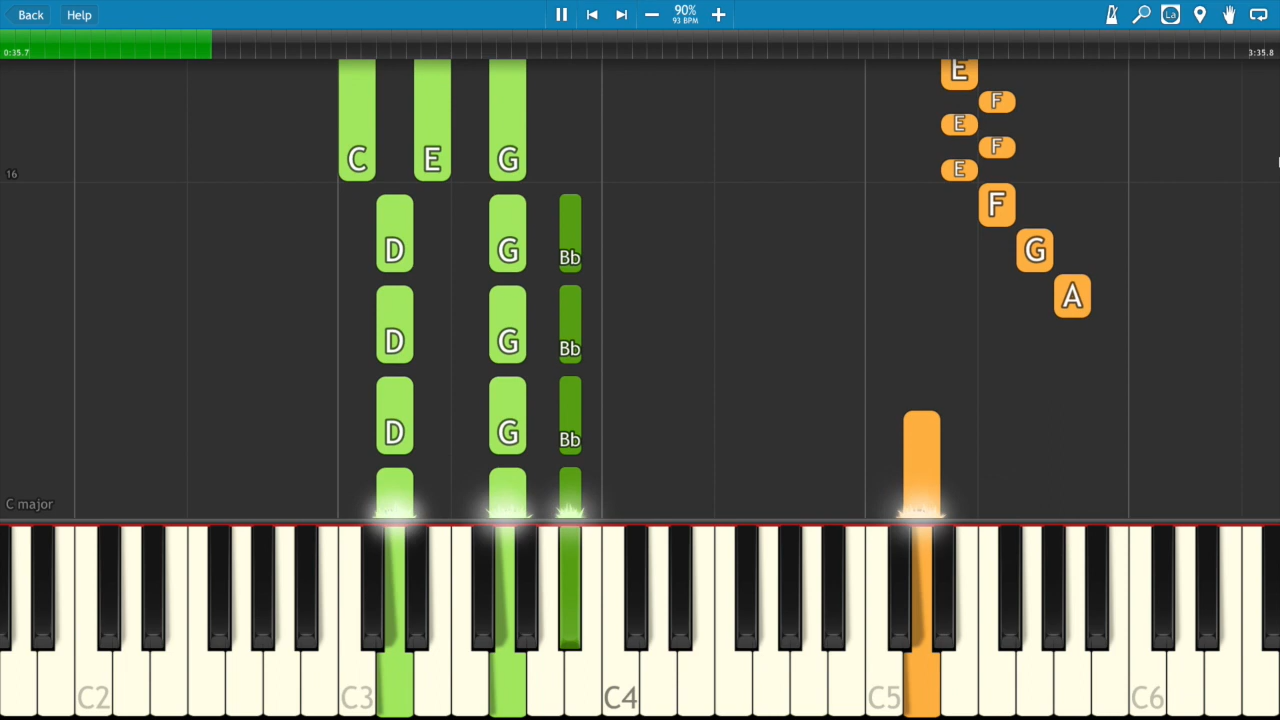 Back Help 90% La
93 BPM
0:35.7 3:35.8
E
F
E
F
C E G
E
16
F
D G Bb G
A
D G Bb
D G Bb
C major
C2 C3 C4 C5 C6